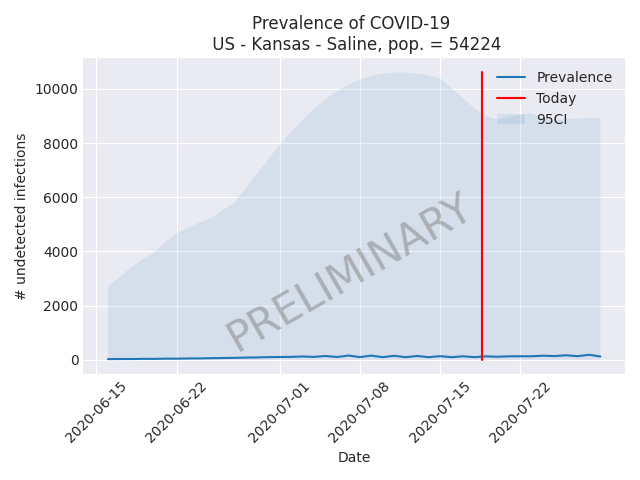 Prevalence of COVID-19
US - Kansas - Saline, pop. = 54224
Prevalence
Today
95CI
# undetected infections
10000
8000
6000
4000
2000
0
PRELIMINARY
2020-06-15
2020-06-22
2020-07-01
2020-07-08
2020-07-15
2020-07-22
Date